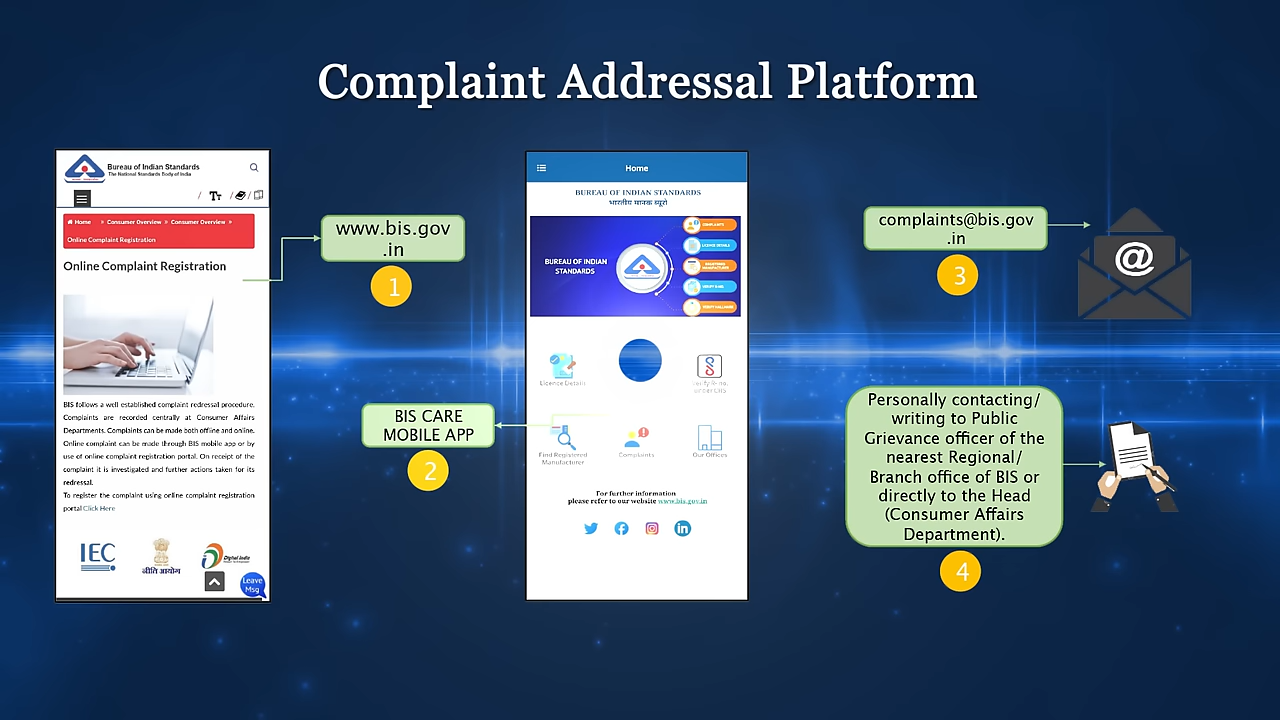 Complaint Addressal Platform
Bureau of Indian Standards
The National Standards Body of India
Home » Consumer Overview » Consumer Overview »
Online Complaint Registration
Online Complaint Registration
BIS follows a well established complaint redressal procedure.
Complaints are recorded centrally at Consumer Affairs
Departments. Complaints can be made both offline and online.
Online complaint can be made through BIS mobile app or by
use of online complaint registration portal. On receipt of the
complaint it is investigated and further actions taken for its
redressal.
To register the complaint using online complaint registration
portal Click Here
IEC
नीति आयोग
Digital India
Leave
Msg
www.bis.gov
.in
1
BIS CARE
MOBILE APP
2
Home
BUREAU OF INDIAN STANDARDS
भारतीय मानक ब्यूरो
BUREAU OF INDIAN
STANDARDS
COMPLAINTS
LICENCE DETAILS
Licence Details
Find Registered
Manufacturer
Complaints
Our Offices
For further information
please refer to our website www.bis.gov.in
complaints@bis.gov
.in
@
3
Personally contacting/
writing to Public
Grievance officer of the
nearest Regional/
Branch office of BIS or
directly to the Head
(Consumer Affairs
Department).
4